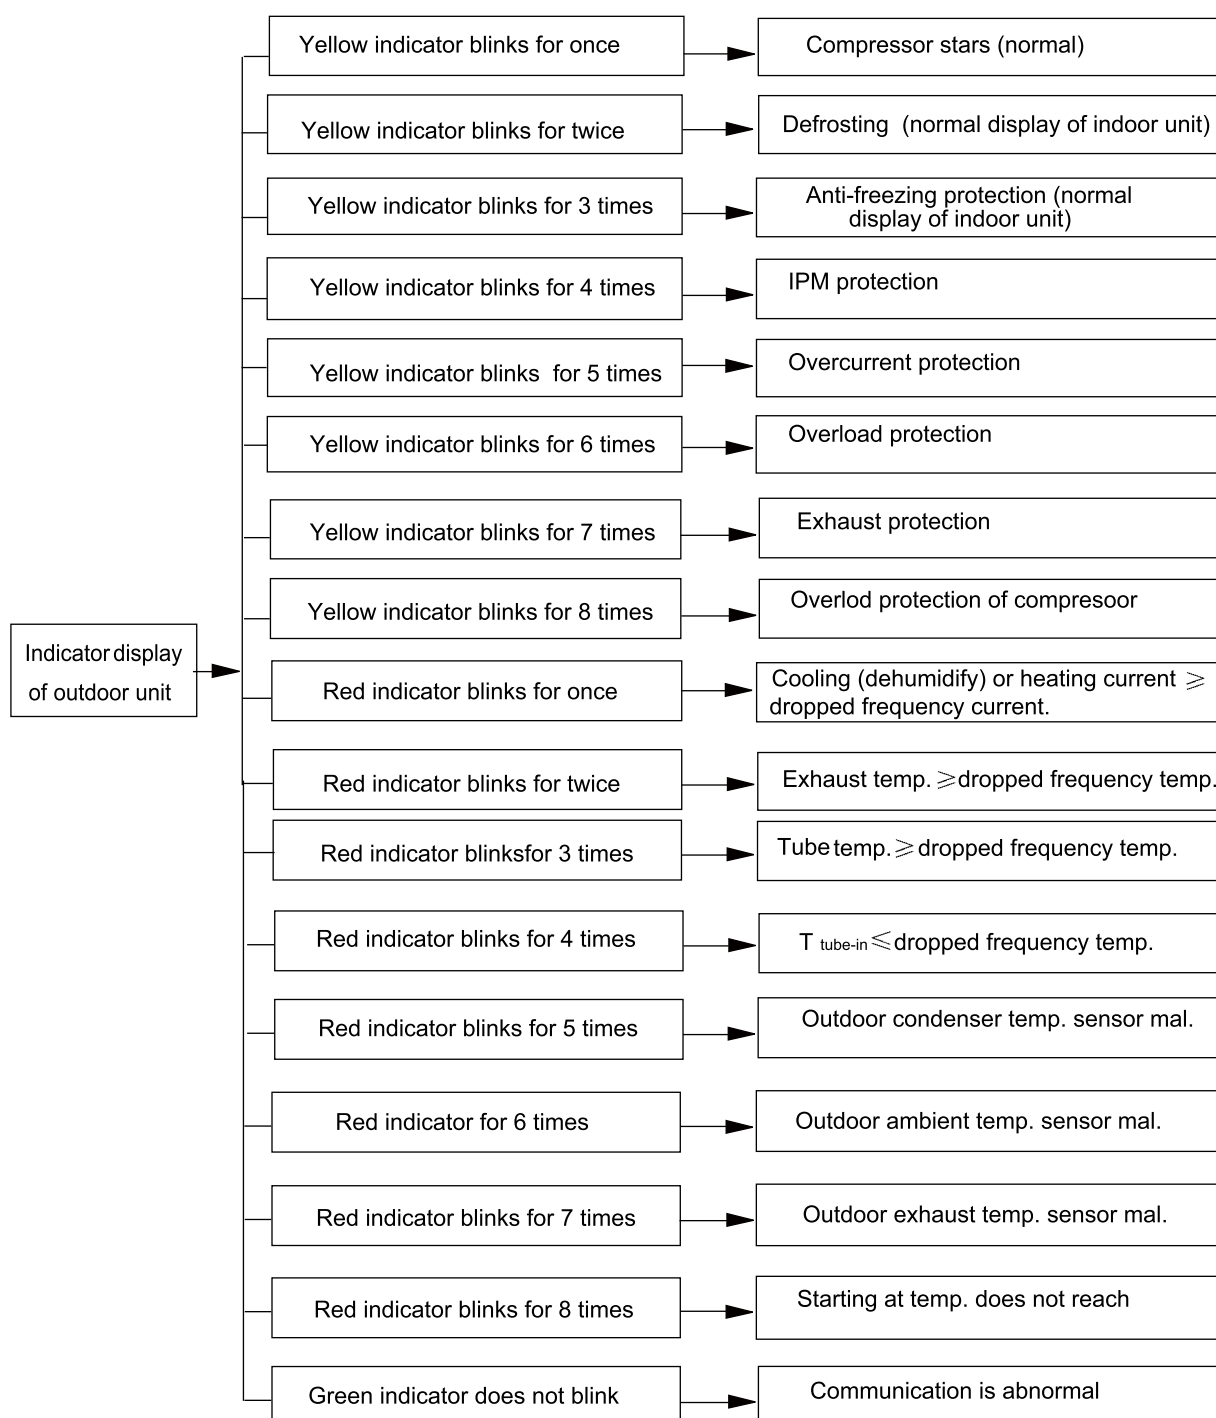 Yellow indicator blinks for once
Compressor stars (normal)
Yellow indicator blinks for twice
Defrosting (normal display of indoor unit)
Yellow indicator blinks for 3 times
Anti-freezing protection (normal
display of indoor unit)
Yellow indicator blinks for 4 times
IPM protection
Yellow indicator blinks for 5 times
Overcurrent protection
Yellow indicator blinks for 6 times
Overload protection
Yellow indicator blinks for 7 times
Exhaust protection
Yellow indicator blinks for 8 times
Overlod protection of compresoor
Indicator display
of outdoor unit
Red indicator blinks for once
Cooling (dehumidify) or heating current ≥
dropped frequency current.
Red indicator blinks for twice
Exhaust temp. ≥dropped frequency temp.
Red indicator blinksfor 3 times
Tube temp. ≥dropped frequency temp.
Red indicator blinks for 4 times
T tube-in ≤dropped frequency temp.
Red indicator blinks for 5 times
Outdoor condenser temp. sensor mal.
Red indicator for 6 times
Outdoor ambient temp. sensor mal.
Red indicator blinks for 7 times
Outdoor exhaust temp. sensor mal.
Red indicator blinks for 8 times
Starting at temp. does not reach
Green indicator does not blink
Communication is abnormal